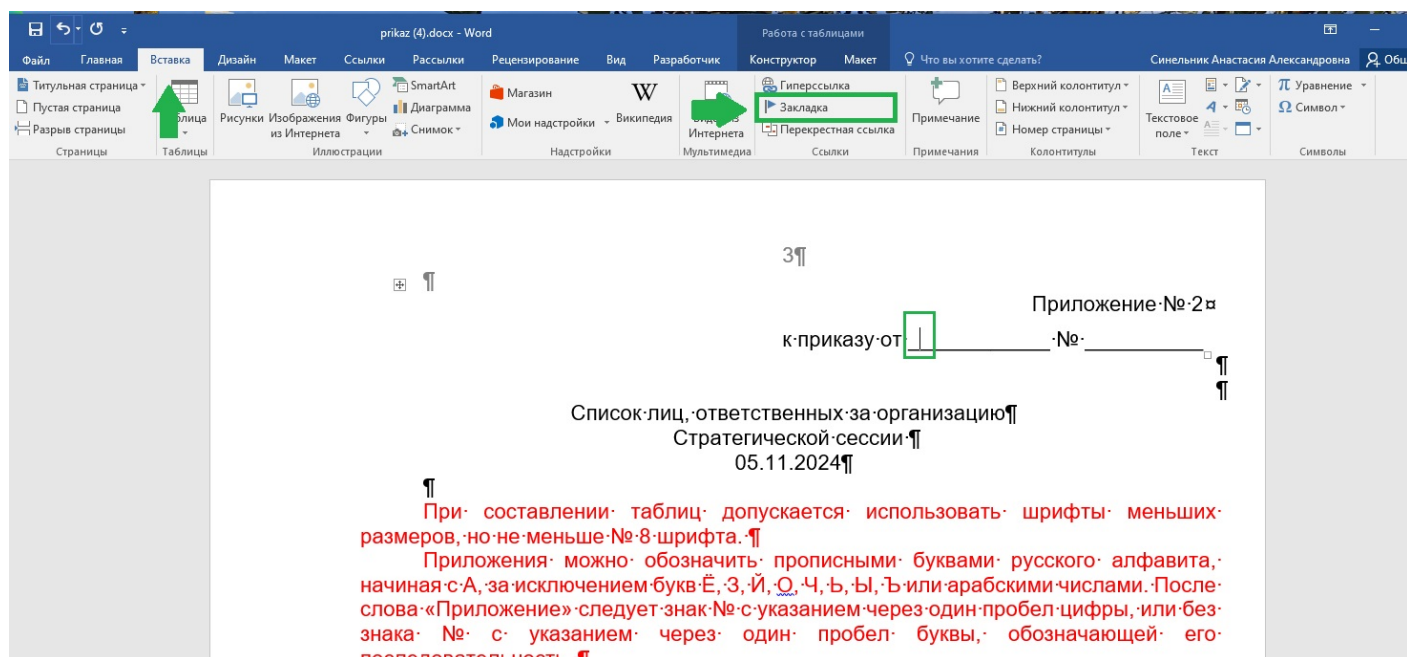 prikaz (4).docx - Word
Работа с таблицами
Файл Главная Вставка Дизайн Макет Ссылки Рассылки Рецензирование Вид Разработчик Конструктор Макет Что вы хотите сделать? Синельник Анастасия Александровна
Титульная страница
Пустая страница
Разрыв страницы
Страницы
Таблицы
Рисунки
Изображения из Интернета
Фигуры
SmartArt
Диаграмма
Снимок
Иллюстрации
Магазин
Мои надстройки
W
Википедия
Надстройки
Интернета
Мультимедиа
Гиперссылка
Закладка
Перекрестная ссылка
Ссылки
Примечание
Примечания
Верхний колонтитул
Нижний колонтитул
Номер страницы
Колонтитулы
Текстовое поле
Текст
π Уравнение
Ω Символ
Символы
3¶
¶
Приложение·№·2¤
к·приказу·от·____________·№·__________
¶
¶
Список·лиц,·ответственных·за·организацию¶
Стратегической·сессии·¶
05.11.2024¶
¶
При· составлении· таблиц· допускается· использовать· шрифты· меньших·
размеров,·но·не·меньше·№·8·шрифта.·¶
Приложения· можно· обозначить· прописными· буквами· русского· алфавита,·
начиная·с·А,·за·исключением·букв·Ё,·З,·Й,·О,·Ч,·Ь,·Ы,·Ъ·или·арабскими·числами.·После·
слова·«Приложение»·следует·знак·№·с·указанием·через·один·пробел·цифры,·или·без·
знака· №· с· указанием· через· один· пробел· буквы,· обозначающей· его·